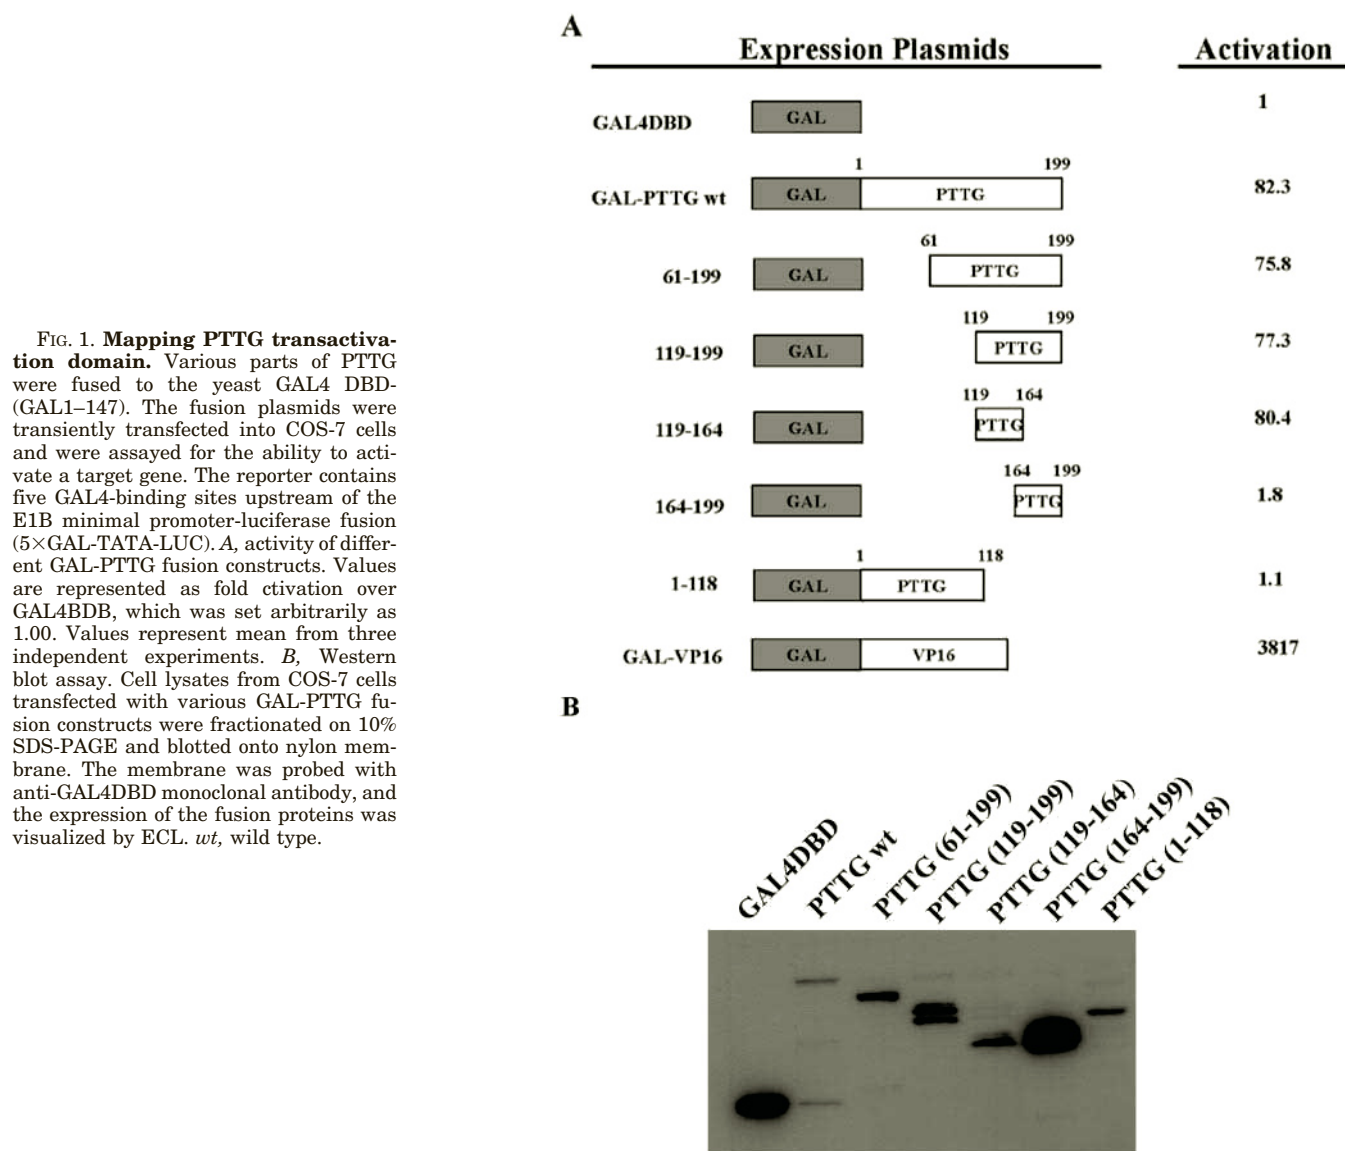 FIG. 1. Mapping PTTG transactiva-
tion domain. Various parts of PTTG
were fused to the yeast GAL4 DBD-
(GAL1–147). The fusion plasmids were
transiently transfected into COS-7 cells
and were assayed for the ability to acti-
vate a target gene. The reporter contains
five GAL4-binding sites upstream of the
E1B minimal promoter-luciferase fusion
(5×GAL-TATA-LUC). A, activity of differ-
ent GAL-PTTG fusion constructs. Values
are represented as fold ctivation over
GAL4BDB, which was set arbitrarily as
1.00. Values represent mean from three
independent experiments. B, Western
blot assay. Cell lysates from COS-7 cells
transfected with various GAL-PTTG fu-
sion constructs were fractionated on 10%
SDS-PAGE and blotted onto nylon mem-
brane. The membrane was probed with
anti-GAL4DBD monoclonal antibody, and
the expression of the fusion proteins was
visualized by ECL. wt, wild type.
A
Expression Plasmids Activation
GAL4DBD GAL 1
1 199
GAL-PTTG wt GAL PTTG 82.3
61 199
61-199 GAL PTTG 75.8
119 199
119-199 GAL PTTG 77.3
119 164
119-164 GAL PTTG 80.4
164 199
164-199 GAL PTTG 1.8
1 118
1-118 GAL PTTG 1.1
GAL-VP16 GAL VP16 3817
B
GAL4DBD
PTTG wt
PTTG (61-199)
PTTG (119-199)
PTTG (119-164)
PTTG (164-199)
PTTG (1-118)